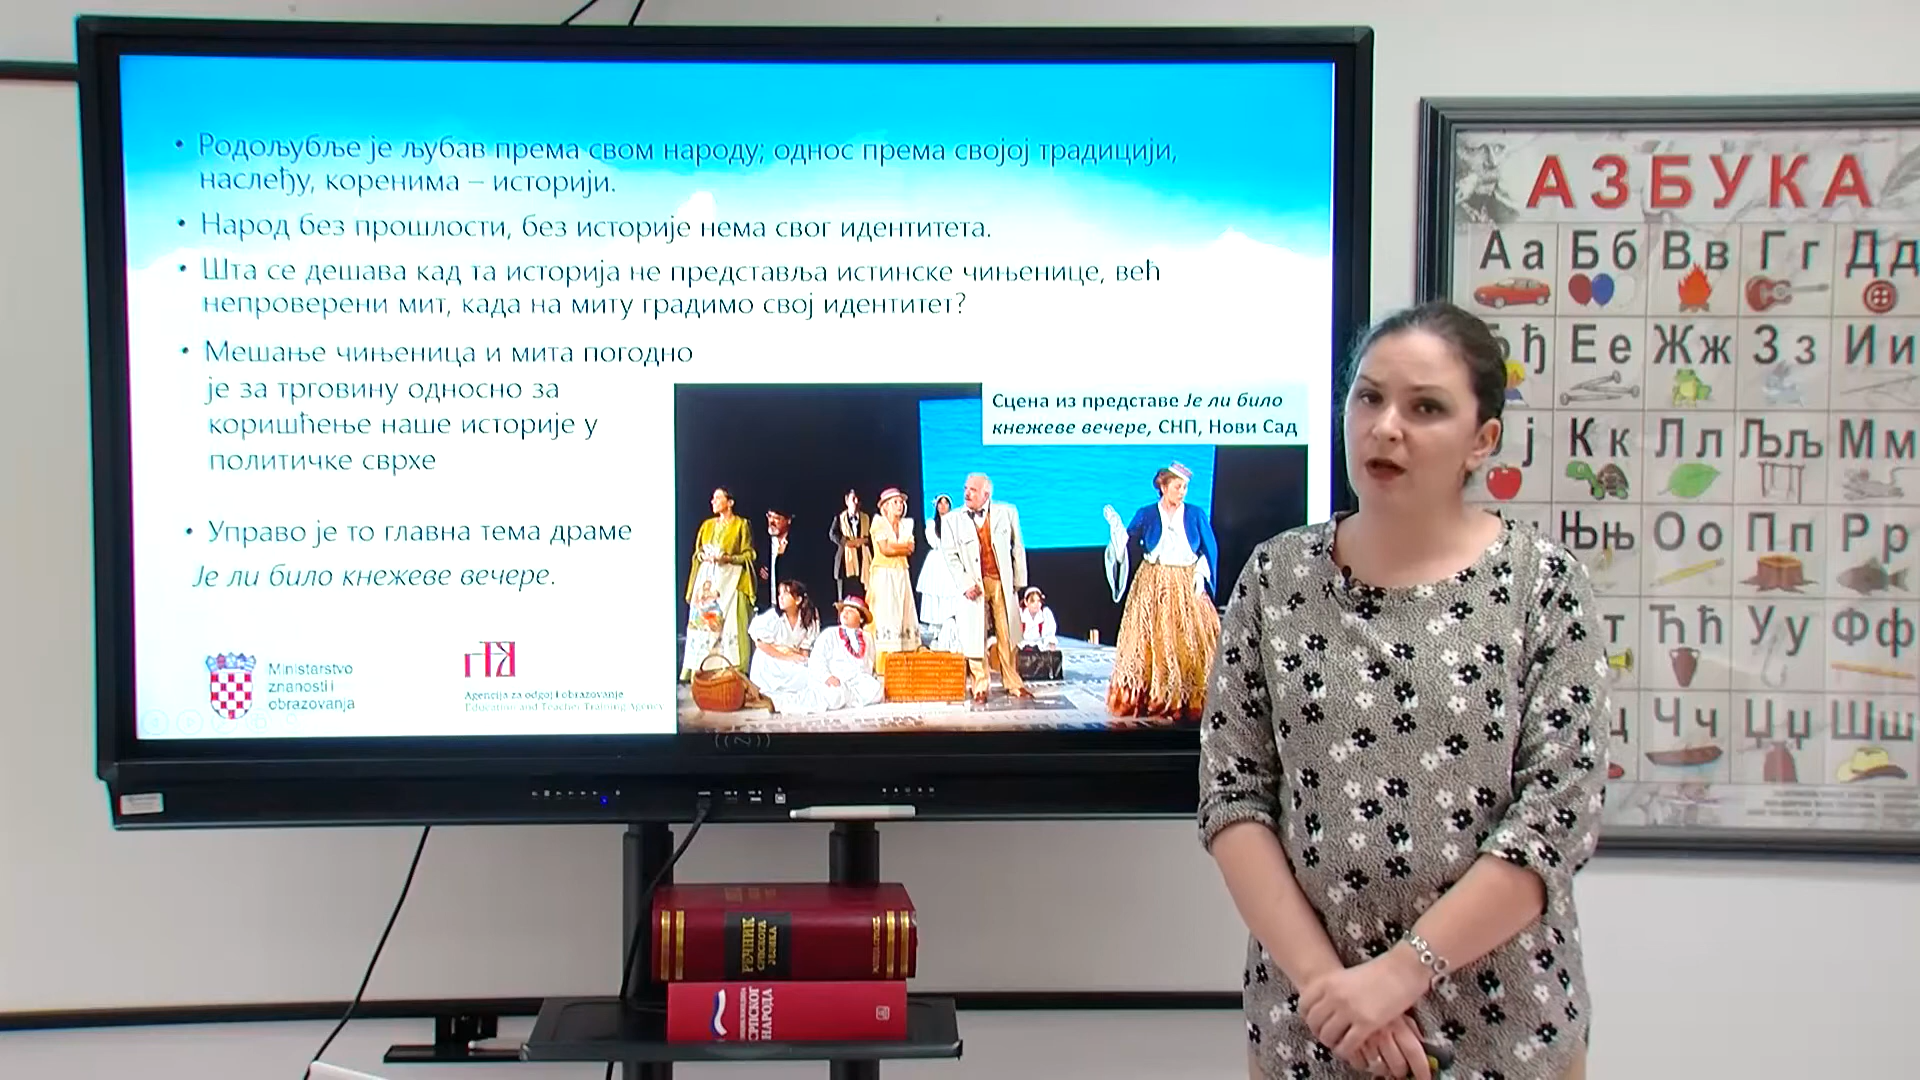 • Родољубље је љубав према свом народу; однос према својој традицији,
наслеђу, коренима – историји.
• Народ без прошлости, без историје нема свог идентитета.
• Шта се дешава кад та историја не представља истинске чињенице, већ
непроверени мит, када на миту градимо свој идентитет?
• Мешање чињеница и мита погодно
је за трговину односно за
коришћење наше историје у
политичке сврхе
• Управо је то главна тема драме
Је ли било кнежеве вечере.
Сцена из представе Је ли било
кнежеве вечере, СНП, Нови Сад
Ministarstvo
znanosti i
obrazovanja
Agencija za odgoj i obrazovanje
Education and Teacher Training Agency
АЗБУКА
Аа Бб Вв Гг Дд
ђ Ее Жж Зз Ии
ј Кк Лл Љљ Мм
Њњ Оо Пп Рр
т Ћћ Уу Фф
ц Чч Џџ Шш
РЕЧНИК
СРПСКОГА
ЈЕЗИКА
СРПСКОГ
НАРОДА